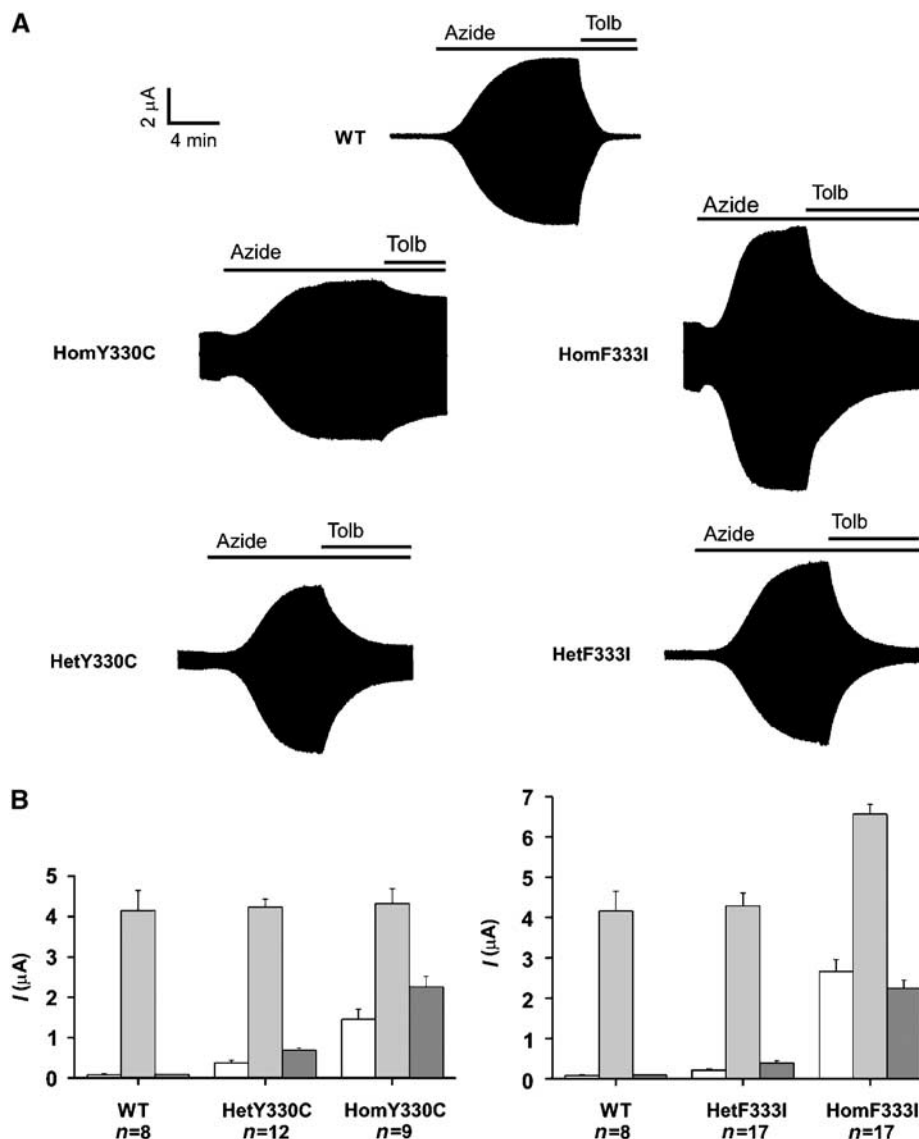 A
Azide
Tolb
2 µA
4 min
WT
Azide
Tolb
HomY330C
Azide
Tolb
HomF333I
Azide
Tolb
HetY330C
Azide
Tolb
HetF333I
B
5
4
3
2
1
0
I (µA)
WT
n=8
HetY330C
n=12
HomY330C
n=9
7
6
5
4
3
2
1
0
I (µA)
WT
n=8
HetF333I
n=17
HomF333I
n=17